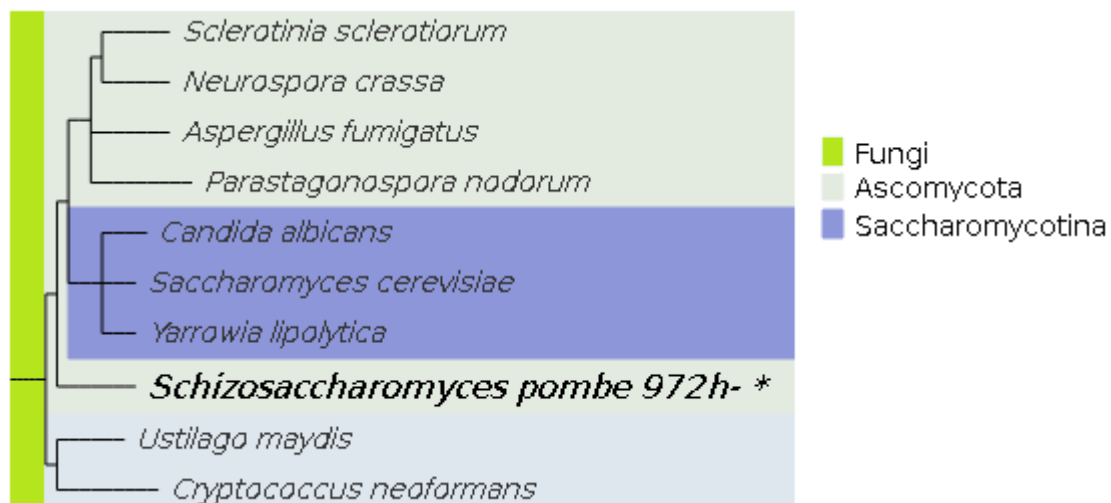 Sclerotinia sclerotiorum
Neurospora crassa
Aspergillus fumigatus
Parastagonospora nodorum
Candida albicans
Saccharomyces cerevisiae
Yarrowia lipolytica
Schizosaccharomyces pombe 972h- *
Ustilago maydis
Cryptococcus neoformans
Fungi
Ascomycota
Saccharomycotina